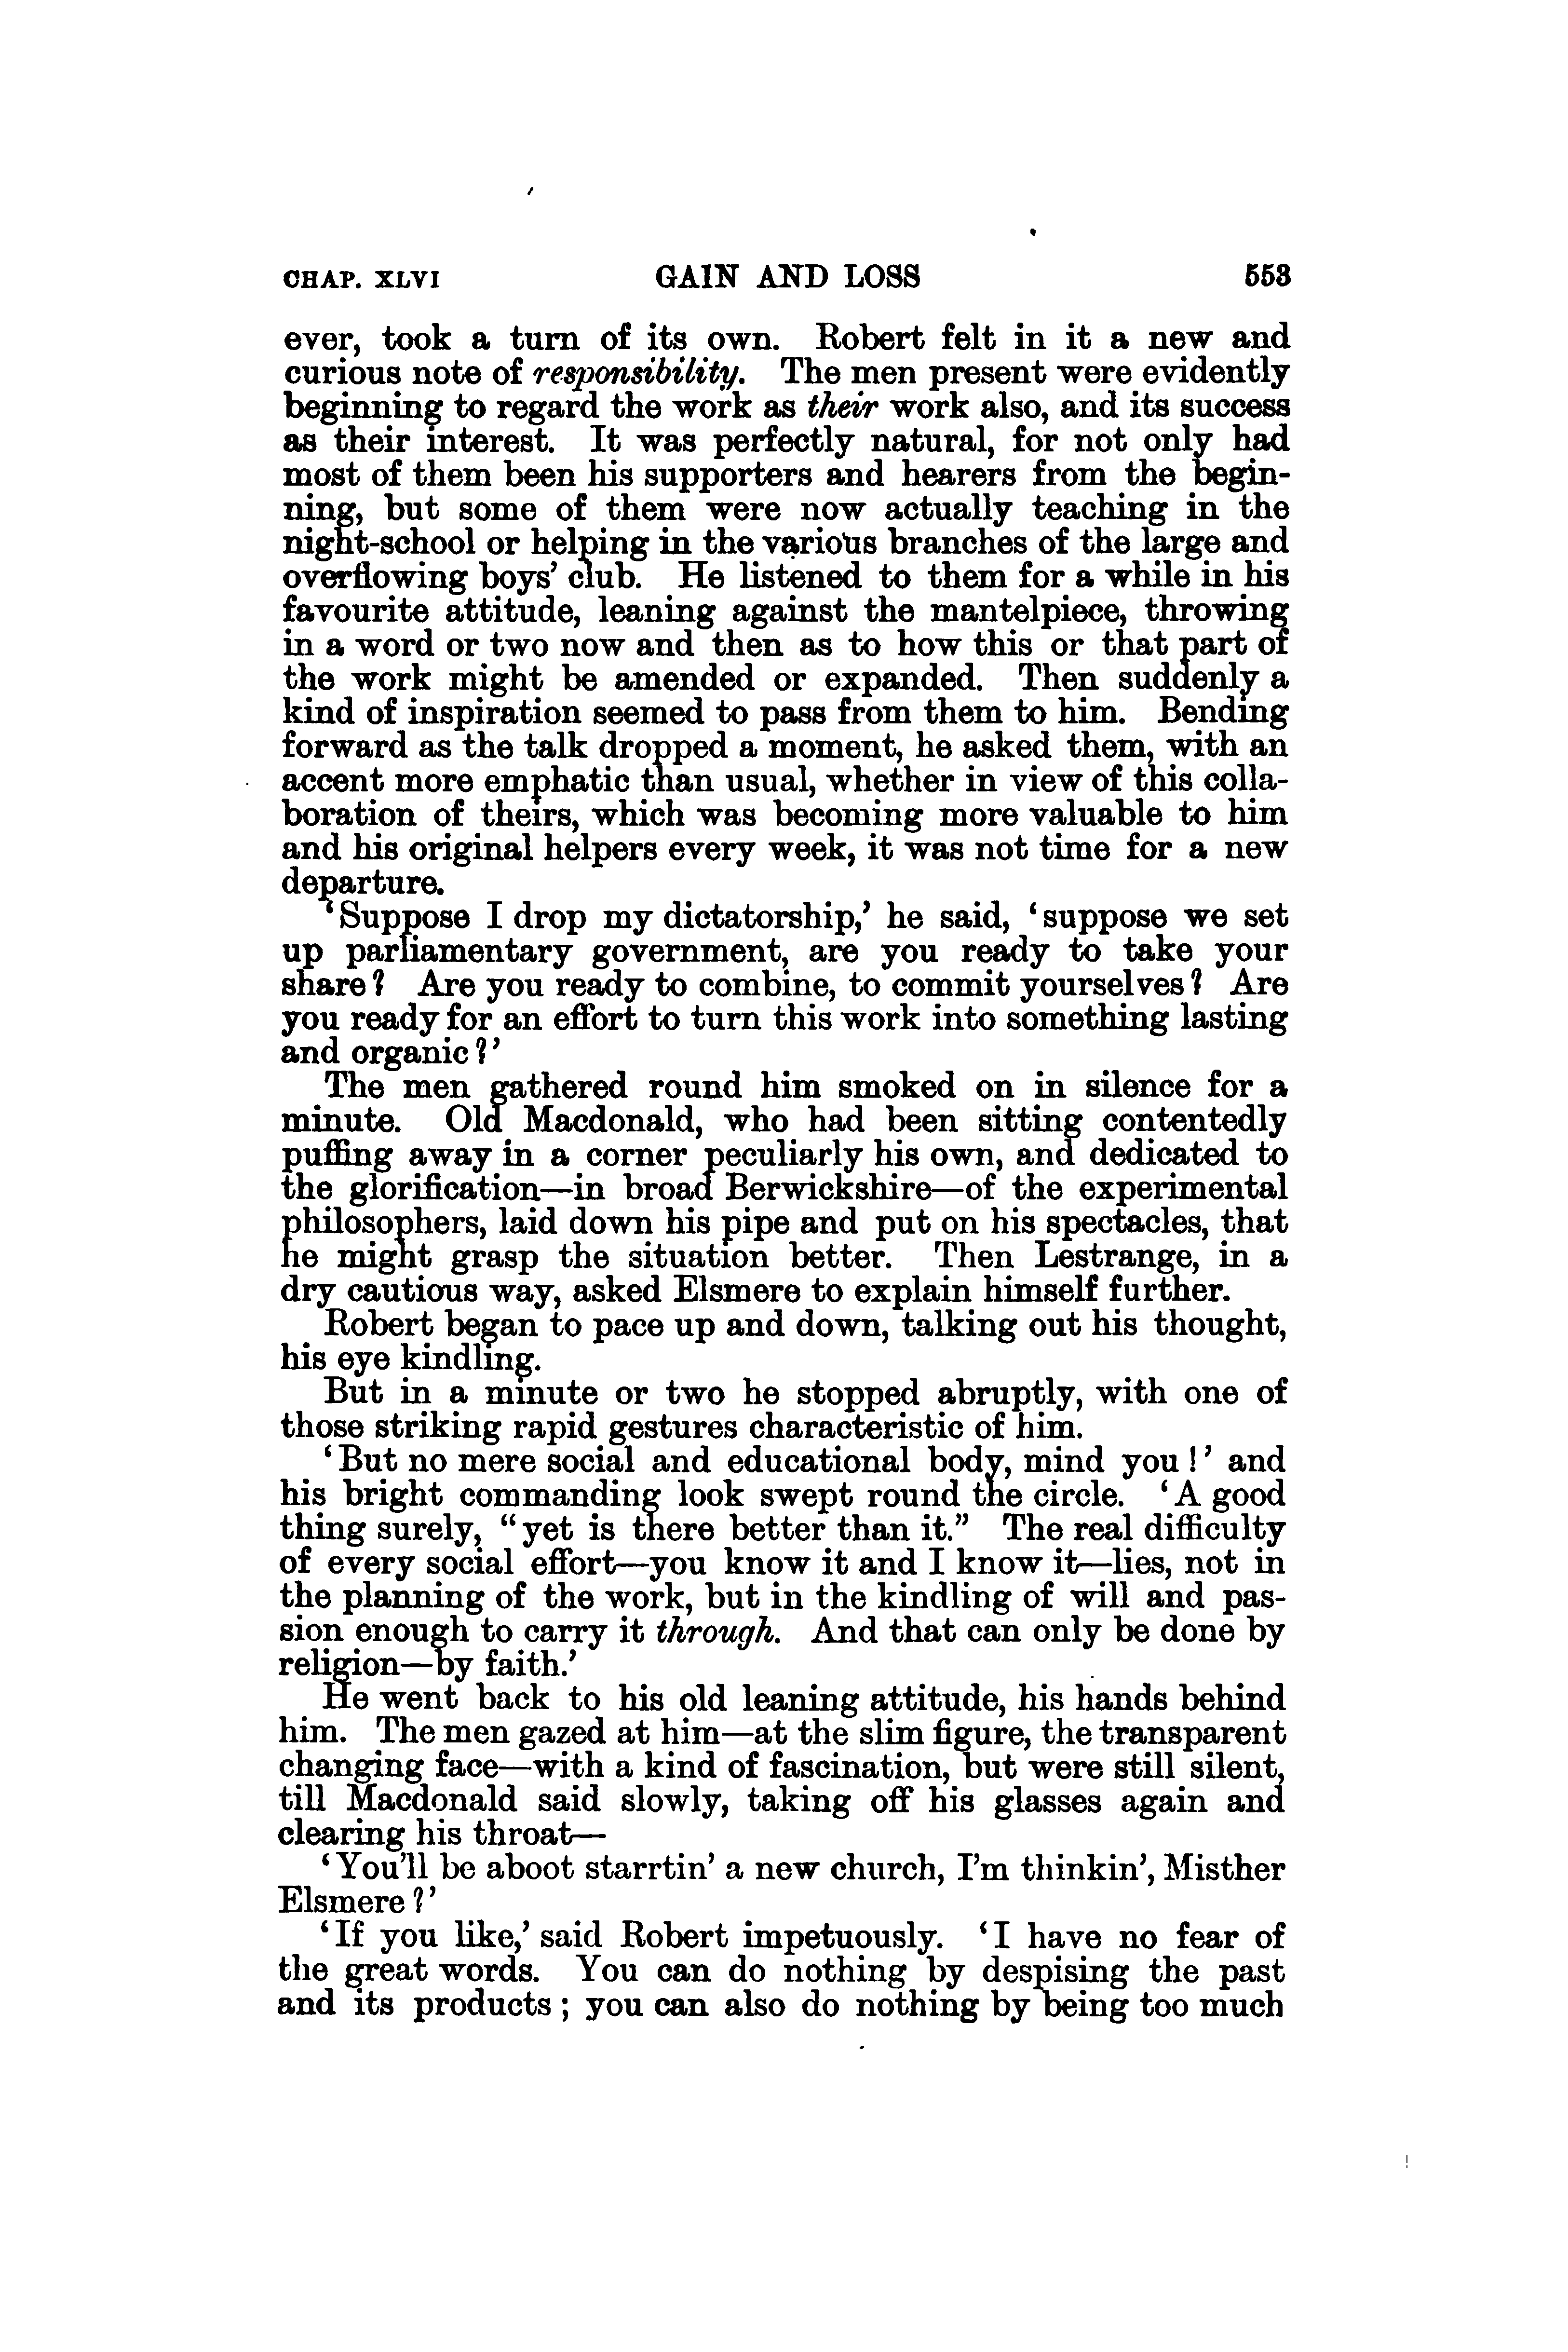 CHAP. XLVI GAIN AND LOSS 553
ever, took a turn of its own. Robert felt in it a new and
curious note of responsibility. The men present were evidently
beginning to regard the work as their work also, and its success
as their interest. It was perfectly natural, for not only had
most of them been his supporters and hearers from the begin-
ning, but some of them were now actually teaching in the
night-school or helping in the various branches of the large and
overflowing boys' club. He listened to them for a while in his
favourite attitude, leaning against the mantelpiece, throwing
in a word or two now and then as to how this or that part of
the work might be amended or expanded. Then suddenly a
kind of inspiration seemed to pass from them to him. Bending
forward as the talk dropped a moment, he asked them, with an
accent more emphatic than usual, whether in view of this colla-
boration of theirs, which was becoming more valuable to him
and his original helpers every week, it was not time for a new
departure.
‘Suppose I drop my dictatorship,’ he said, ‘suppose we set
up parliamentary government, are you ready to take your
share? Are you ready to combine, to commit yourselves? Are
you ready for an effort to turn this work into something lasting
and organic?’
The men gathered round him smoked on in silence for a
minute. Old Macdonald, who had been sitting contentedly
puffing away in a corner peculiarly his own, and dedicated to
the glorification—in broad Berwickshire—of the experimental
philosophers, laid down his pipe and put on his spectacles, that
he might grasp the situation better. Then Lestrange, in a
dry cautious way, asked Elsmere to explain himself further.
Robert began to pace up and down, talking out his thought,
his eye kindling.
But in a minute or two he stopped abruptly, with one of
those striking rapid gestures characteristic of him.
‘But no mere social and educational body, mind you!’ and
his bright commanding look swept round the circle. ‘A good
thing surely, “yet is there better than it.” The real difficulty
of every social effort—you know it and I know it—lies, not in
the planning of the work, but in the kindling of will and pas-
sion enough to carry it through. And that can only be done by
religion—by faith.’
He went back to his old leaning attitude, his hands behind
him. The men gazed at him—at the slim figure, the transparent
changing face—with a kind of fascination, but were still silent,
till Macdonald said slowly, taking off his glasses again and
clearing his throat—
‘You'll be aboot starrtin’ a new church, I'm thinkin’, Misther
Elsmere?’
‘If you like,’ said Robert impetuously. ‘I have no fear of
the great words. You can do nothing by despising the past
and its products; you can also do nothing by being too much